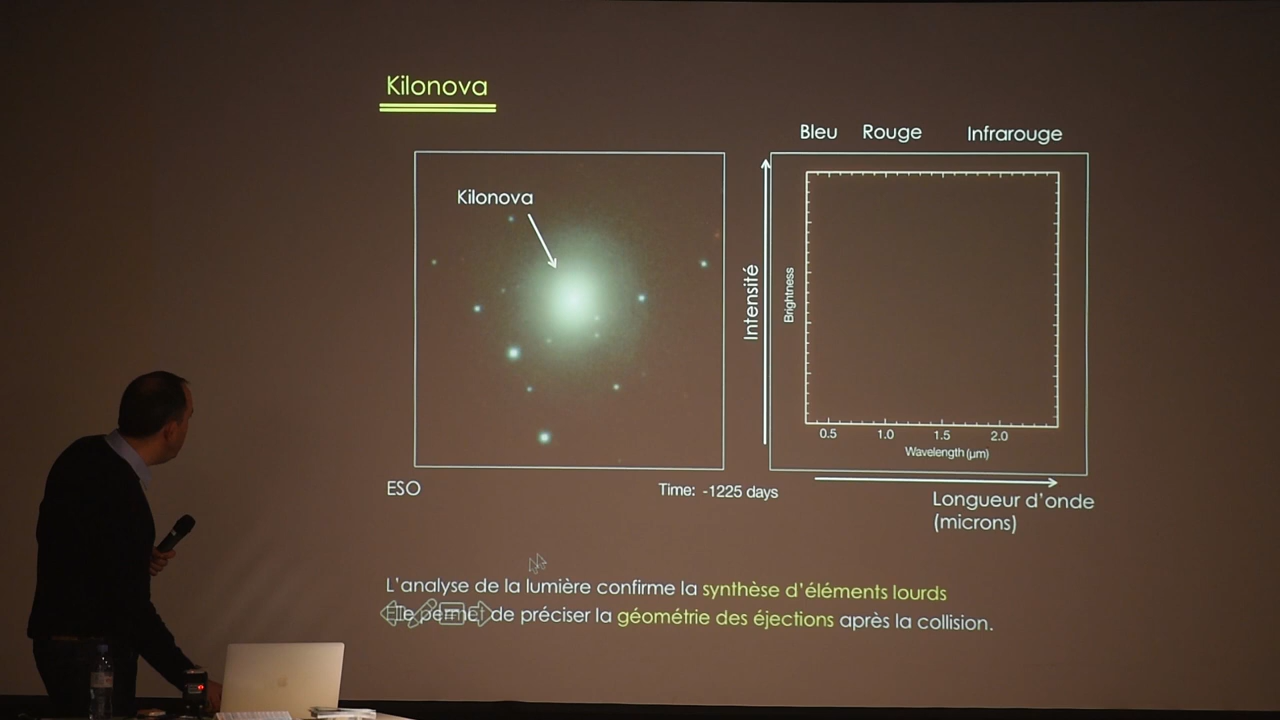 Kilonova
Bleu Rouge Infrarouge
Kilonova
Intensité
Brightness
0.5 1.0 1.5 2.0
Wavelength (µm)
ESO
Time: -1225 days
Longueur d'onde
(microns)
L'analyse de la lumière confirme la synthèse d'éléments lourds
Elle permet de préciser la géométrie des éjections après la collision.